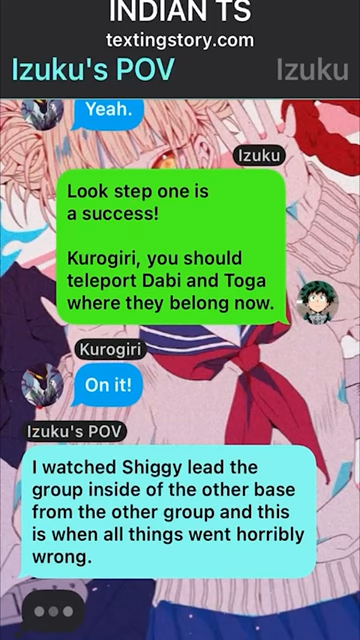 INDIAN TS
textingstory.com
Izuku's POV
Izuku
Yeah.
Izuku
Look step one is
a success!
Kurogiri, you should
teleport Dabi and Toga
where they belong now.
Kurogiri
On it!
Izuku's POV
I watched Shiggy lead the
group inside of the other base
from the other group and this
is when all things went horribly
wrong.